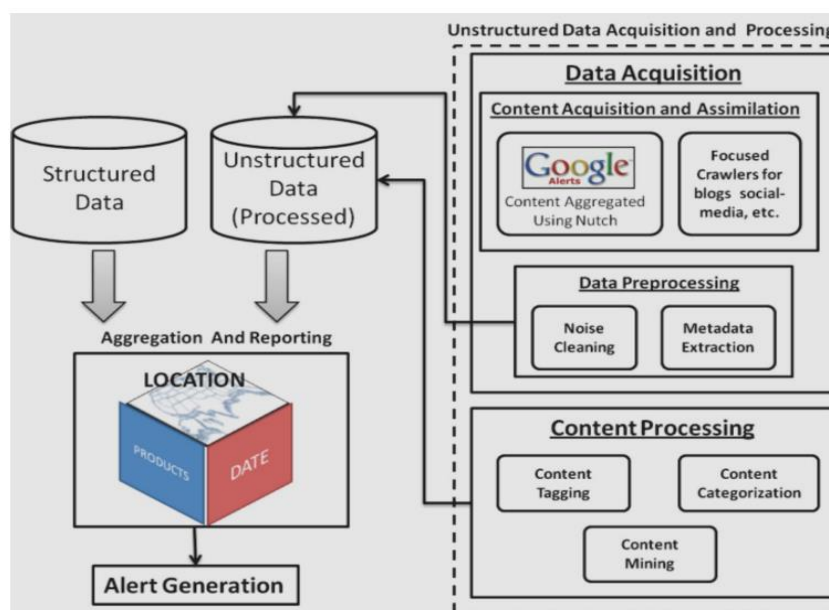 Unstructured Data Acquisition and Processing
Data Acquisition
Content Acquisition and Assimilation
Google
Alerts
Content Aggregated
Using Nutch
Focused
Crawlers for
blogs social-
media, etc.
Data Preprocessing
Noise
Cleaning
Metadata
Extraction
Content Processing
Content
Tagging
Content
Categorization
Content
Mining
Structured
Data
Unstructured
Data
(Processed)
Aggregation And Reporting
LOCATION
PRODUCTS
DATE
Alert Generation